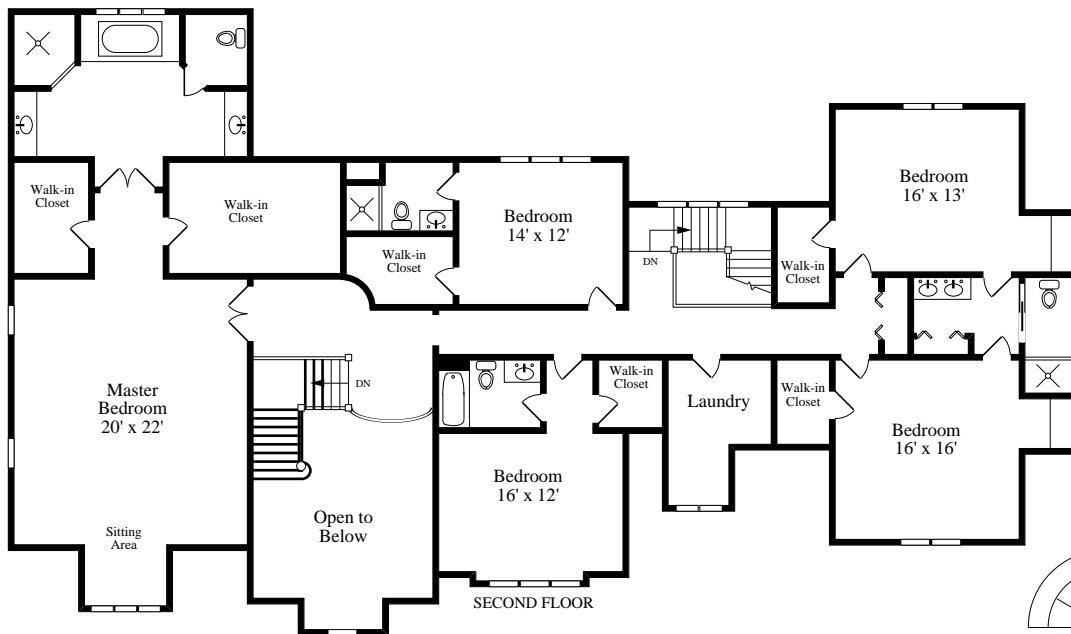 Walk-in
Closet
Walk-in
Closet
Bedroom
14' x 12'
Walk-in
Closet
DN
Walk-in
Closet
Bedroom
16' x 13'
Master
Bedroom
20' x 22'
DN
Walk-in
Closet
Laundry
Walk-in
Closet
Bedroom
16' x 16'
Bedroom
16' x 12'
Open to
Below
Sitting
Area
SECOND FLOOR